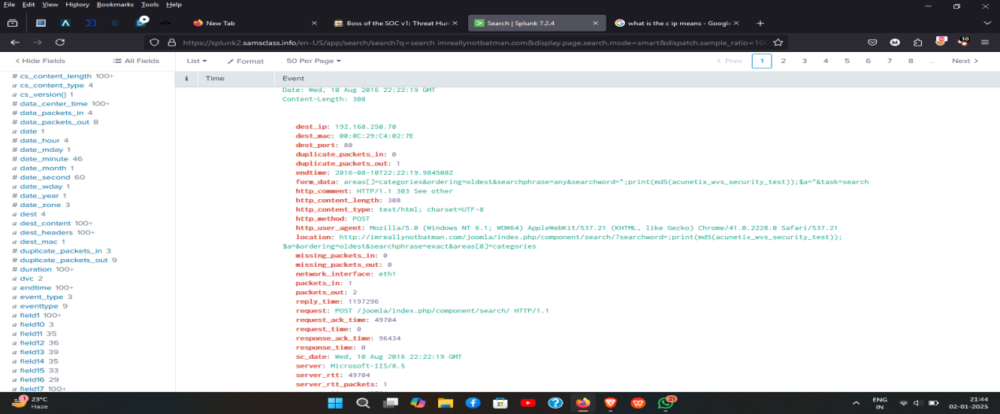 File Edit View History Bookmarks Tools Help
New Tab
Boss of the SOC v1: Threat Hun
Search | Splunk 7.2.4
what is the c ip means - Google
https://splunk2.samsclass.info/en-US/app/search/search?q=search imreallynotbatman.com&display.page.search.mode=smart&dispatch.sample_ratio=100
10
< Hide Fields All Fields List Format 50 Per Page < Prev 1 2 3 4 5 6 7 8 ... Next >
i Time Event
# cs_content_length 100+
a cs_content_type 4
a cs_version() 1
# data_center_time 100+
# data_packets_in 4
# data_packets_out 8
a date 1
# date_hour 4
# date_mday 1
# date_minute 46
a date_month 1
# date_second 60
a date_wday 1
# date_year 1
# date_zone 3
a dest 4
a dest_content 100+
a dest_headers 100+
a dest_mac 1
# duplicate_packets_in 3
# duplicate_packets_out 9
# duration 100+
a dvc 2
a endtime 100+
a event_type 3
a eventtype 9
a field1 100+
a field10 3
a field11 35
a field12 36
a field13 39
a field14 35
a field15 33
a field16 29
a field17 100+
Date: Wed, 10 Aug 2016 22:22:19 GMT
Content-Length: 308
dest_ip: 192.168.250.70
dest_mac: 00:0C:29:C4:02:7E
dest_port: 80
duplicate_packets_in: 0
duplicate_packets_out: 1
endtime: 2016-08-10T22:22:19.984508Z
form_data: areas[]=categories&ordering=oldest&searchphrase=any&searchword=";print(md5(acunetix_wvs_security_test));$a="&task=search
http_comment: HTTP/1.1 303 See other
http_content_length: 308
http_content_type: text/html; charset=UTF-8
http_method: POST
http_user_agent: Mozilla/5.0 (Windows NT 6.1; WOW64) AppleWebKit/537.21 (KHTML, like Gecko) Chrome/41.0.2228.0 Safari/537.21
location: http://imreallynotbatman.com/joomla/index.php/component/search/?searchword=;print(md5(acunetix_wvs_security_test));
$a=&ordering=oldest&searchphrase=exact&areas[0]=categories
missing_packets_in: 0
missing_packets_out: 0
network_interface: eth1
packets_in: 1
packets_out: 2
reply_time: 1197296
request: POST /joomla/index.php/component/search/ HTTP/1.1
request_ack_time: 49704
request_time: 0
response_ack_time: 96434
response_time: 0
sc_date: Wed, 10 Aug 2016 22:22:19 GMT
server: Microsoft-IIS/8.5
server_rtt: 49704
server_rtt_packets: 1
1
23°C
Haze
21
ENG
IN
21:44
02-01-2025